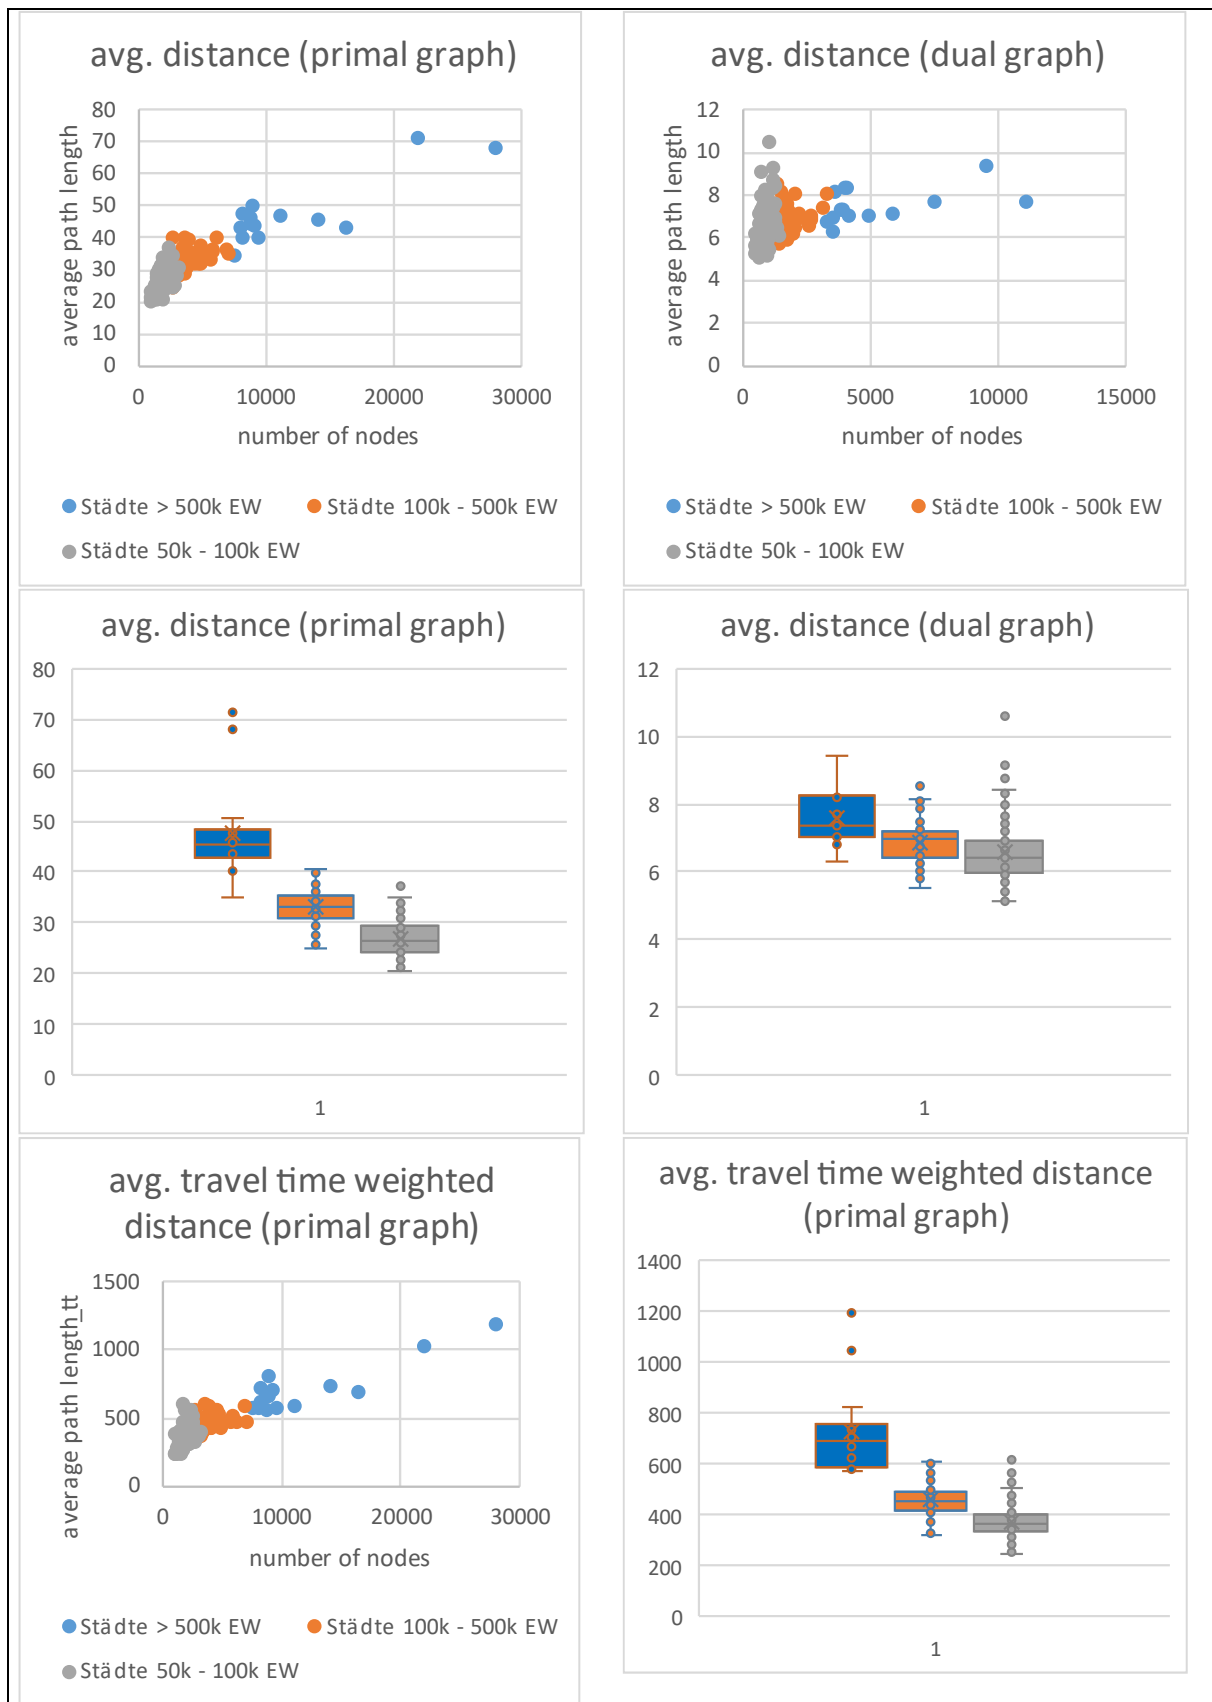 avg. distance (primal graph)
80
70
60
50
40
30
20
10
0
average path length
0 10000 20000 30000
number of nodes
Städte > 500k EW Städte 100k - 500k EW
Städte 50k - 100k EW
avg. distance (dual graph)
12
10
8
6
4
2
0
average path length
0 5000 10000 15000
number of nodes
Städte > 500k EW Städte 100k - 500k EW
Städte 50k - 100k EW
avg. distance (primal graph)
80
70
60
50
40
30
20
10
0
1
avg. distance (dual graph)
12
10
8
6
4
2
0
1
avg. travel time weighted
distance (primal graph)
1500
1000
500
0
average path length_tt
0 10000 20000 30000
number of nodes
Städte > 500k EW Städte 100k - 500k EW
Städte 50k - 100k EW
avg. travel time weighted distance
(primal graph)
1400
1200
1000
800
600
400
200
0
1